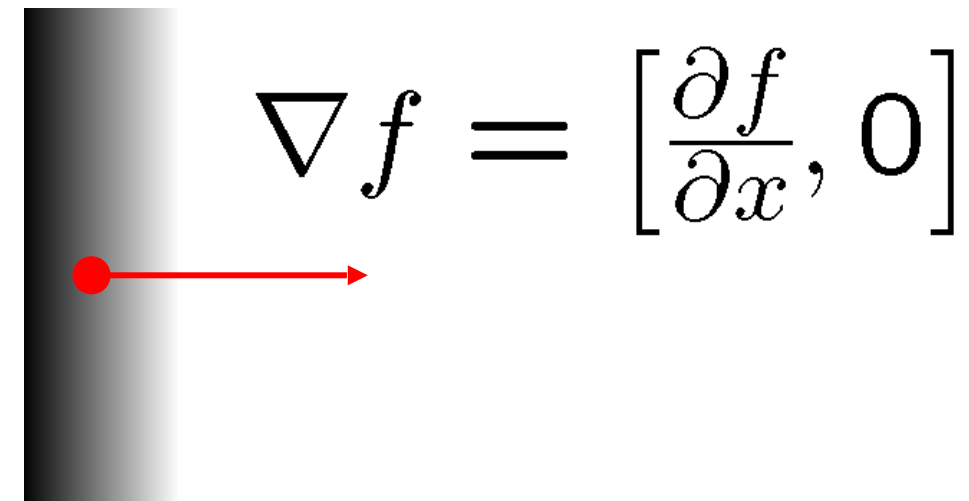 ∇f = [∂f/∂x, 0]